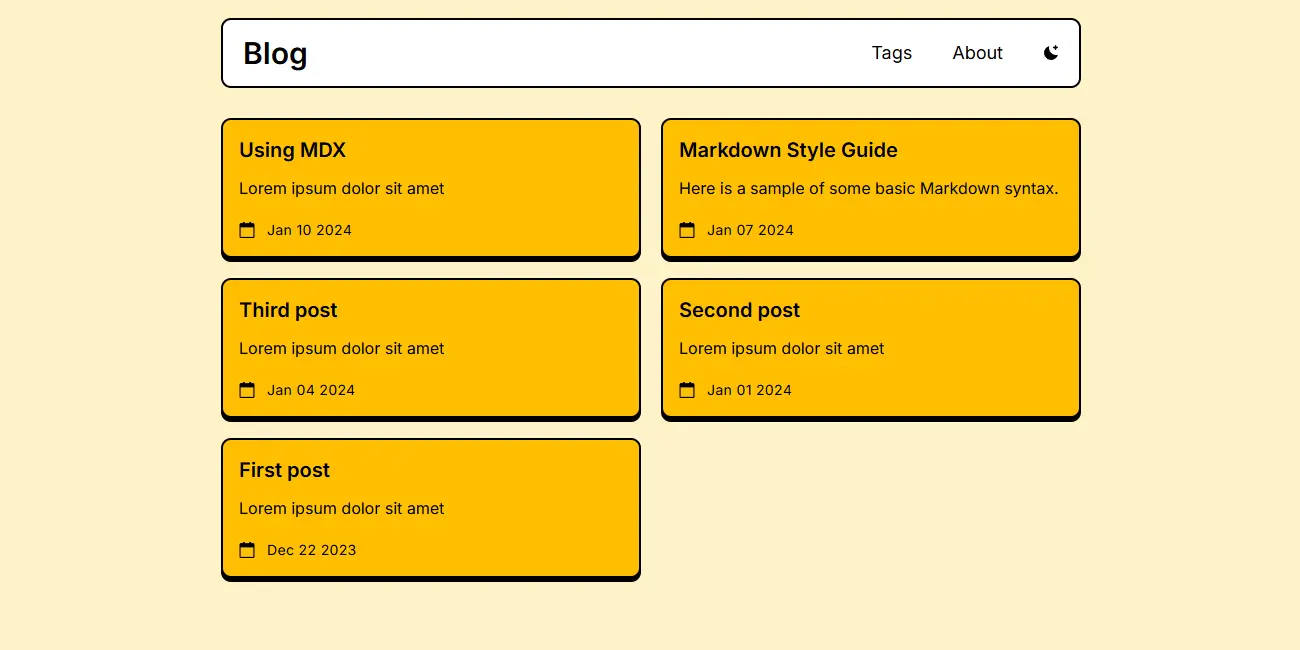 Blog
Tags
About
Using MDX
Lorem ipsum dolor sit amet
Jan 10 2024
Markdown Style Guide
Here is a sample of some basic Markdown syntax.
Jan 07 2024
Third post
Lorem ipsum dolor sit amet
Jan 04 2024
Second post
Lorem ipsum dolor sit amet
Jan 01 2024
First post
Lorem ipsum dolor sit amet
Dec 22 2023